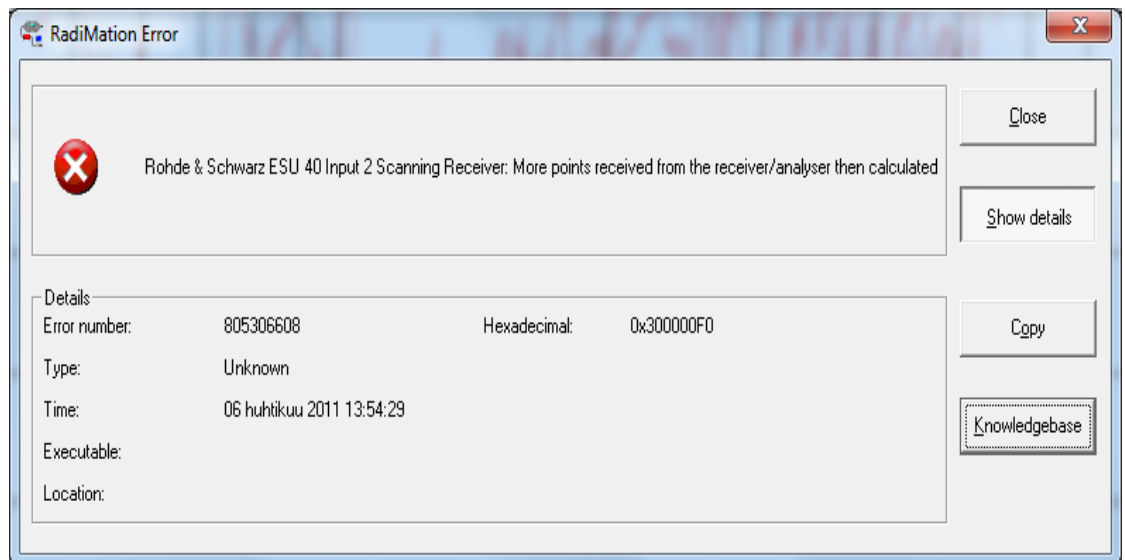 RadiMation Error
Rohde & Schwarz ESU 40 Input 2 Scanning Receiver: More points received from the receiver/analyser then calculated
Close
Show details
Details
Error number: 805306608 Hexadecimal: 0x300000F0
Type: Unknown
Time: 06 huhtikuu 2011 13:54:29
Executable:
Location:
Copy
Knowledgebase